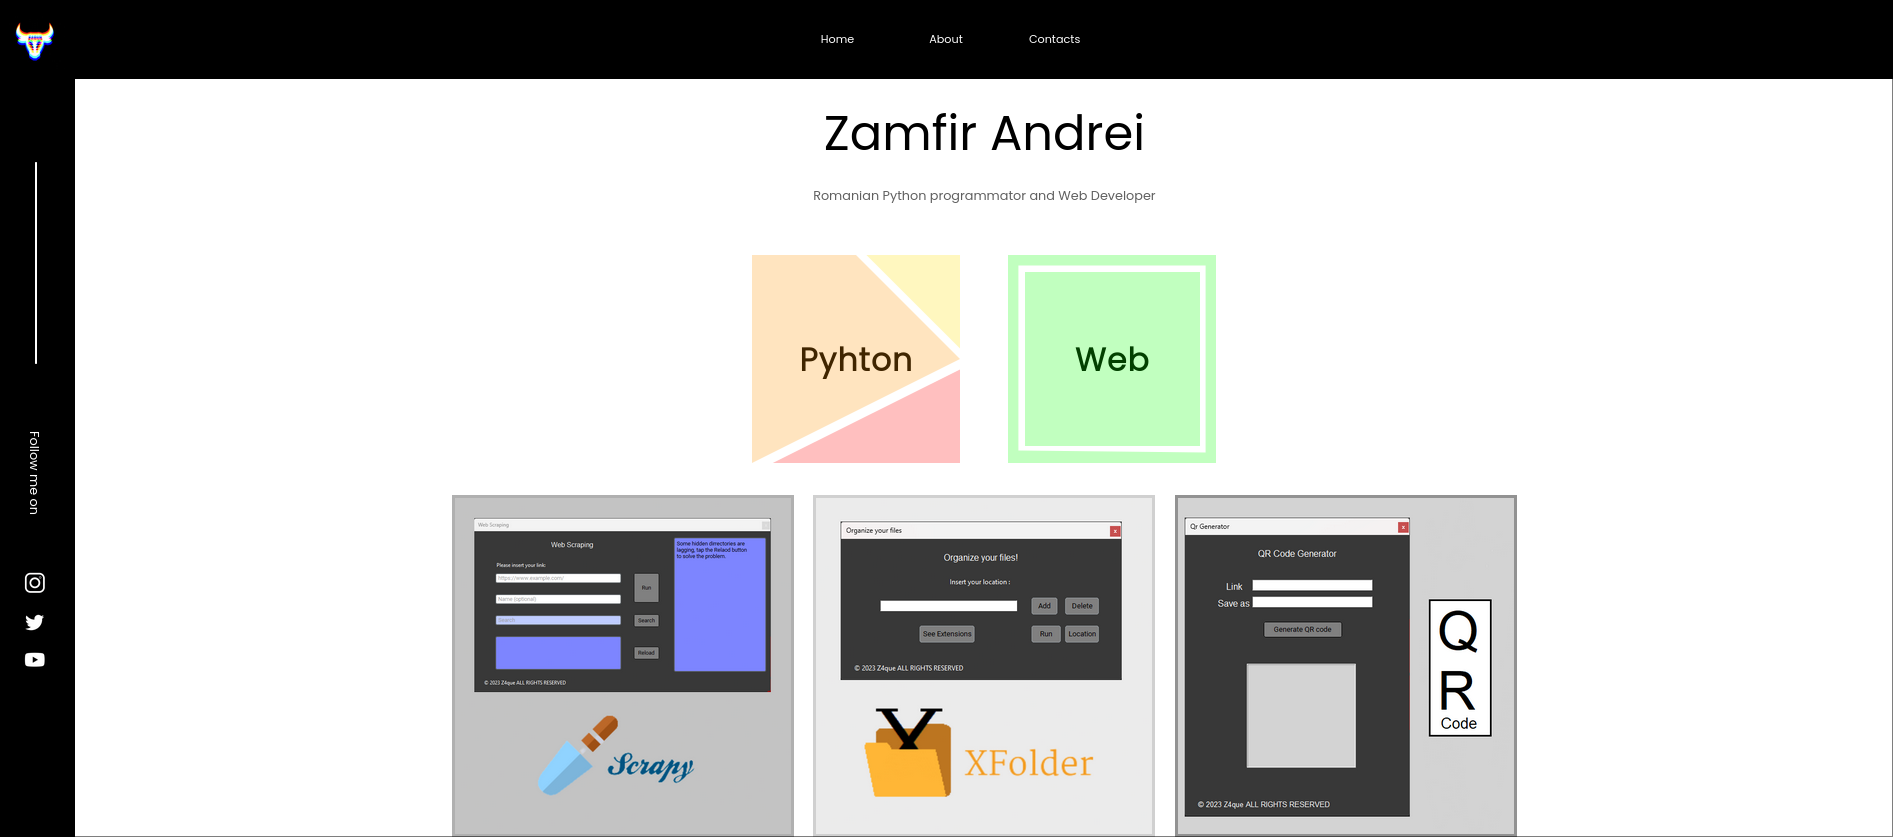 Home
About
Contacts
Zamfir Andrei
Romanian Python programmator and Web Developer
Pyhton
Web
Follow me on
Web Scraping
Web Scraping
Please insert your link:
https://www.example.com/
Name (optional)
Run
Search
Search
Reload
Some hidden directories are
lagging, tap the Relaod button
to solve the problem.
© 2023 Z4que ALL RIGHTS RESERVED
Scrapy
Organize your files
x
Organize your files!
Insert your location :
Add
Delete
See Extensions
Run
Location
© 2023 Z4que ALL RIGHTS RESERVED
X
XFolder
Qr Generator
x
QR Code Generator
Link
Save as
Generate QR code
© 2023 Z4que ALL RIGHTS RESERVED
Q
R
Code